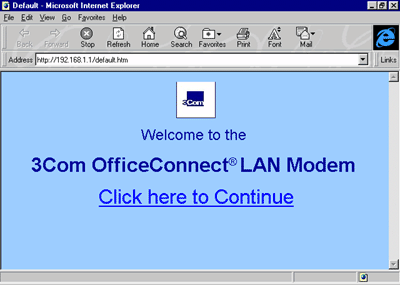 Default - Microsoft Internet Explorer
File Edit View Go Favorites Help
Back Forward Stop Refresh Home Search Favorites Print Font Mail
Address http://192.168.1.1/default.htm Links
3Com
Welcome to the
3Com OfficeConnect® LAN Modem
Click here to Continue